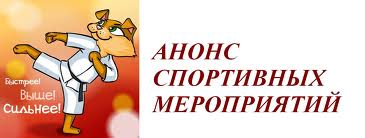 Быстрее!
Выше!
Сильнее!
АНОНС
СПОРТИВНЫХ
МЕРОПРИЯТИЙ